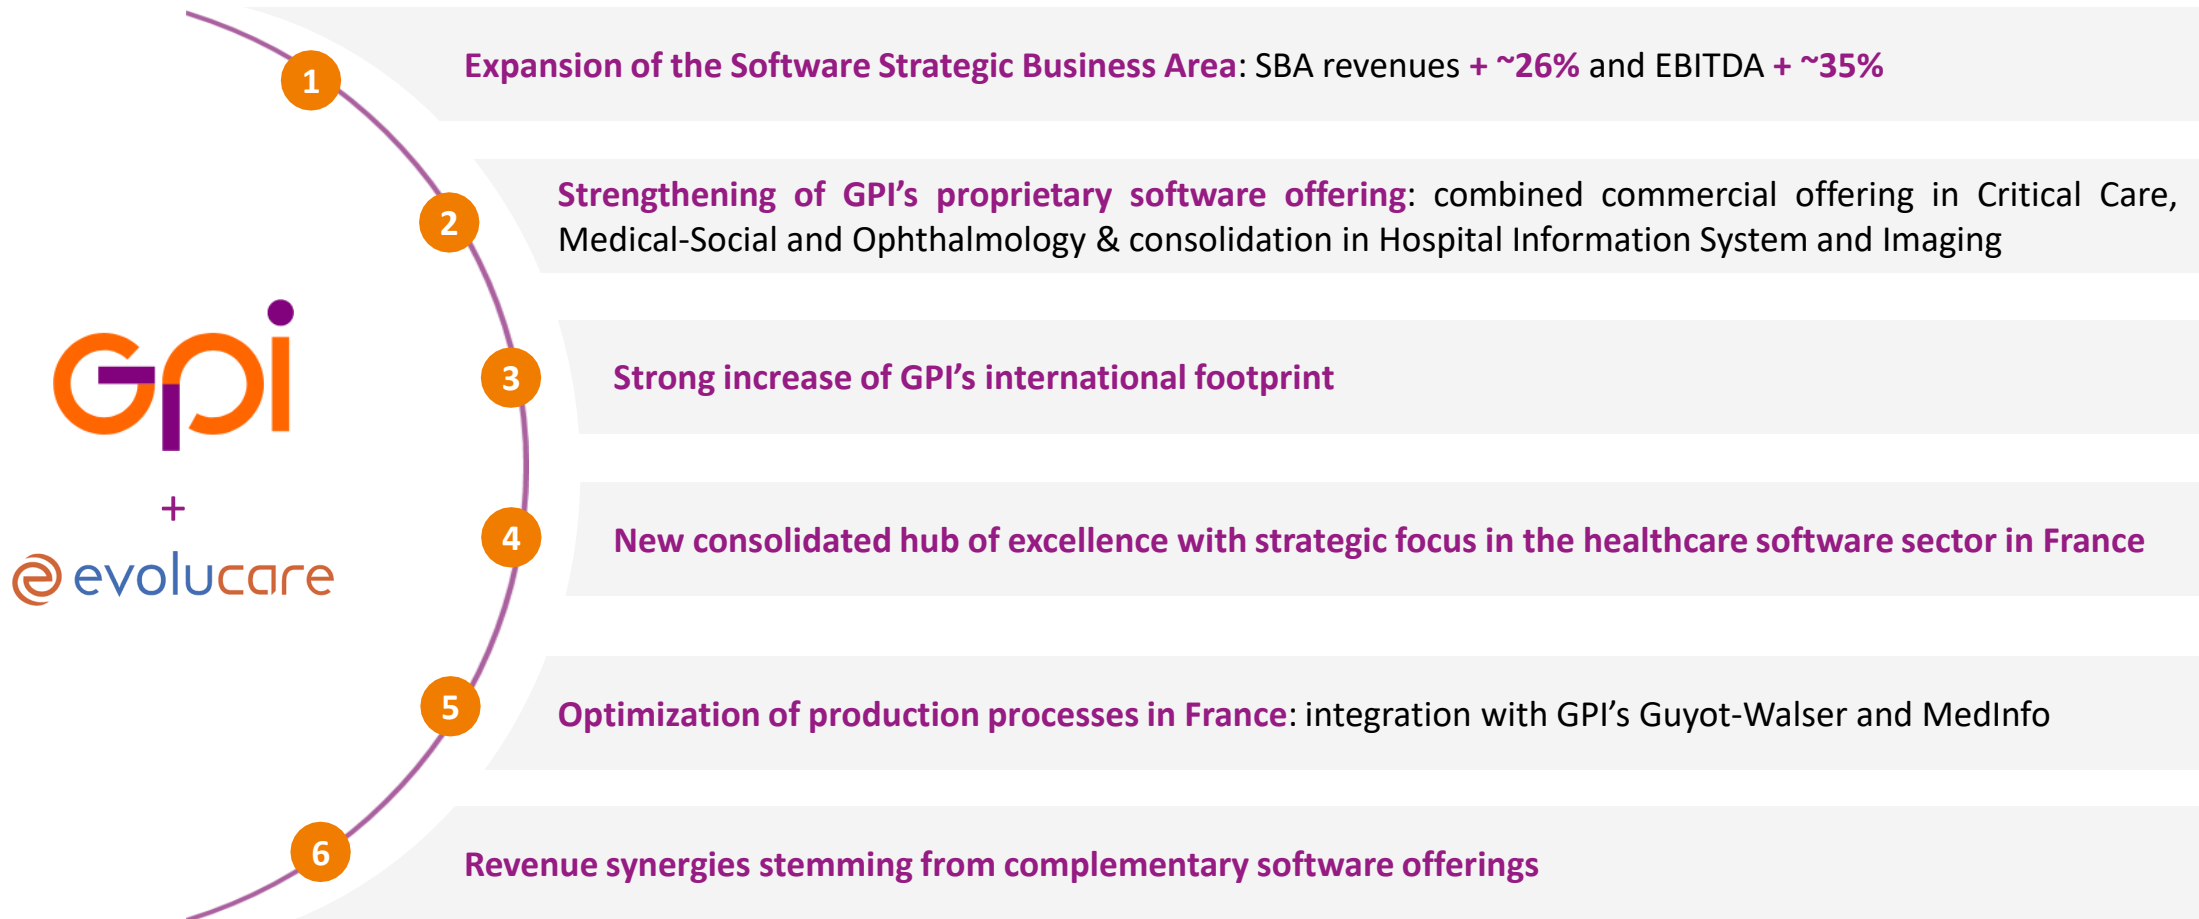 1
Expansion of the Software Strategic Business Area: SBA revenues + ~26% and EBITDA + ~35%
2
Strengthening of GPI’s proprietary software offering: combined commercial offering in Critical Care,
Medical-Social and Ophthalmology & consolidation in Hospital Information System and Imaging
3
Strong increase of GPI’s international footprint
gpi
+
evolucare
4
New consolidated hub of excellence with strategic focus in the healthcare software sector in France
5
Optimization of production processes in France: integration with GPI’s Guyot-Walser and MedInfo
6
Revenue synergies stemming from complementary software offerings